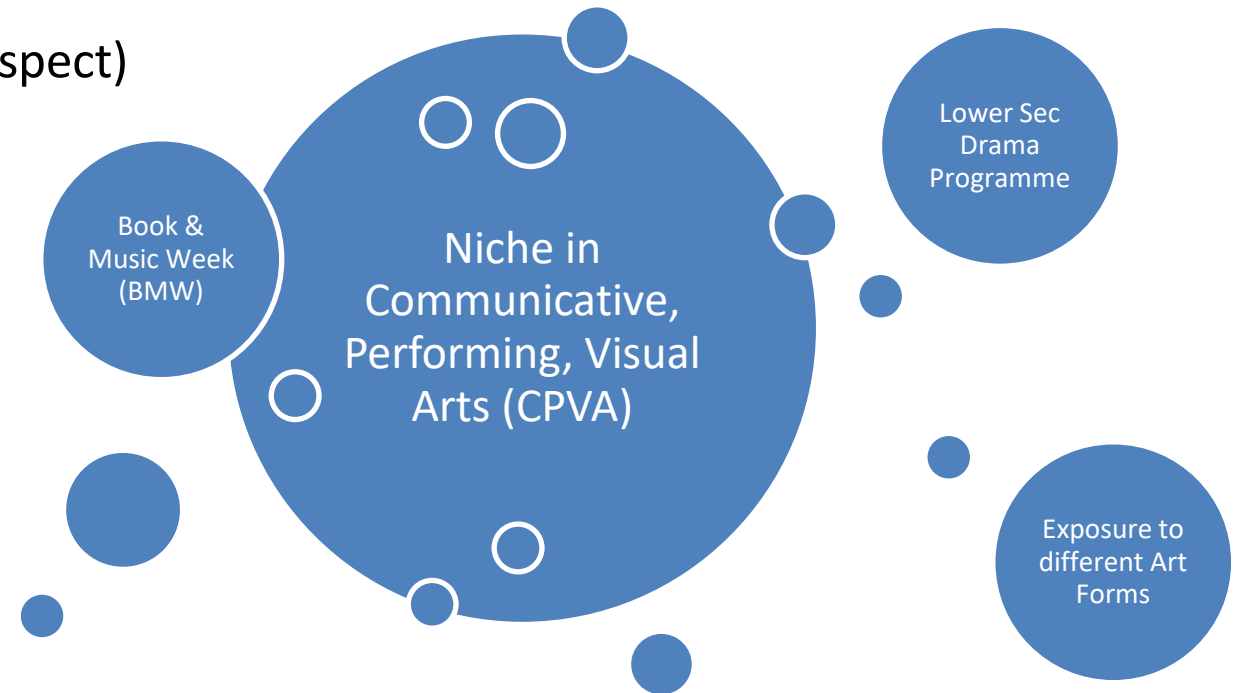 spect)
Lower Sec
Drama
Programme
Book &
Music Week
(BMW)
Niche in
Communicative,
Performing, Visual
Arts (CPVA)
Exposure to
different Art
Forms